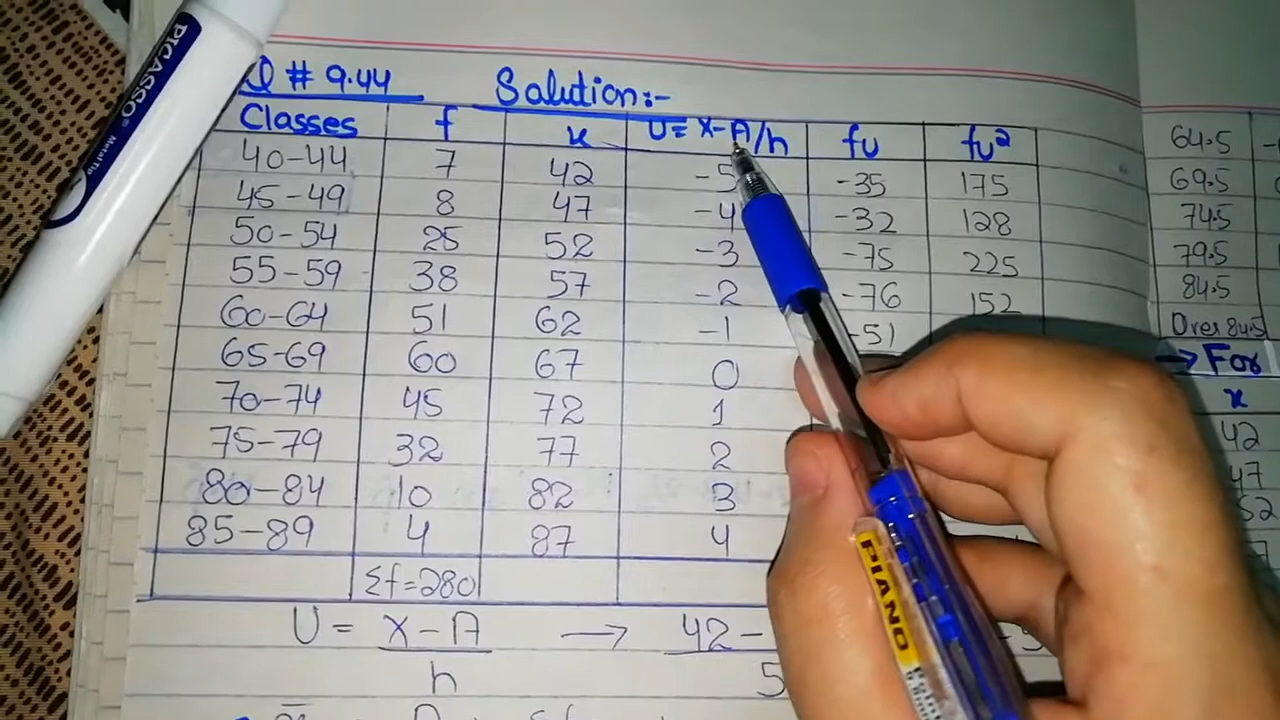 PICASSO
Q # 9.44 Solution:-
Classes f x U= X-A/h fu fu²
40-44 7 42 -5 -35 175
45-49 8 47 -4 -32 128
50-54 25 52 -3 -75 225
55-59 38 57 -2 -76 152
60-64 51 62 -1 -51
65-69 60 67 0
70-74 45 72 1
75-79 32 77 2
80-84 10 82 3
85-89 4 87 4
Σf=280
U = X-A/h → 42-/5
64.5
69.5
74.5
79.5
84.5
Over 84.5
→ For
x
42
47
52
7
PIANO